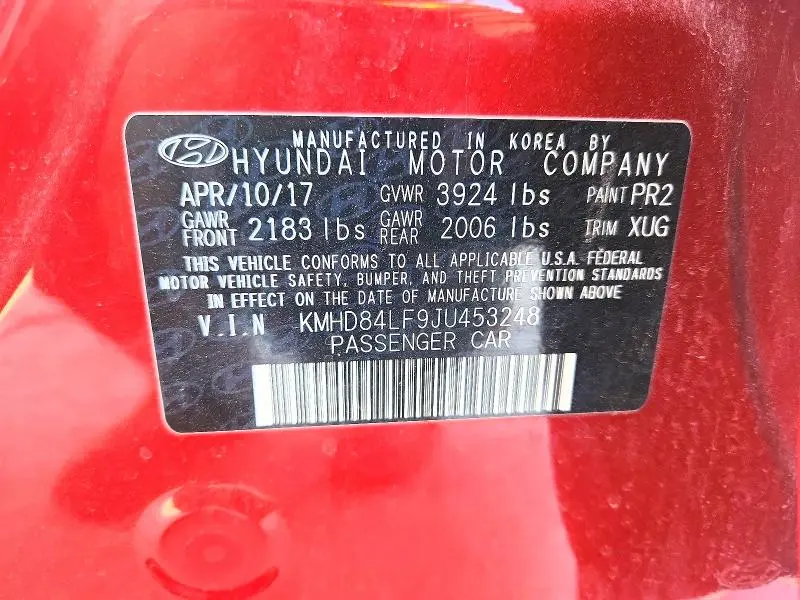 MANUFACTURED IN KOREA BY
HYUNDAI MOTOR COMPANY
APR/10/17 GVWR 3924 lbs PAINT PR2
GAWR FRONT 2183 lbs GAWR REAR 2006 lbs TRIM XUG
THIS VEHICLE CONFORMS TO ALL APPLICABLE U.S.A. FEDERAL
MOTOR VEHICLE SAFETY, BUMPER, AND THEFT PREVENTION STANDARDS
IN EFFECT ON THE DATE OF MANUFACTURE SHOWN ABOVE.
V.I.N KMHD84LF9JU453248
PASSENGER CAR